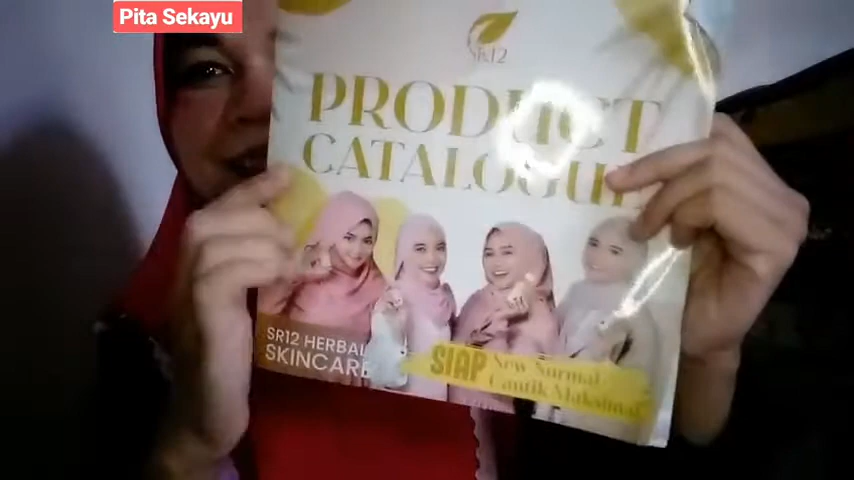 Pita Sekayu
SR12
PRODUCT
CATALOGUE
SR12 HERBAL
SKINCARE
SIAP New Normal
Cantik Maksimal